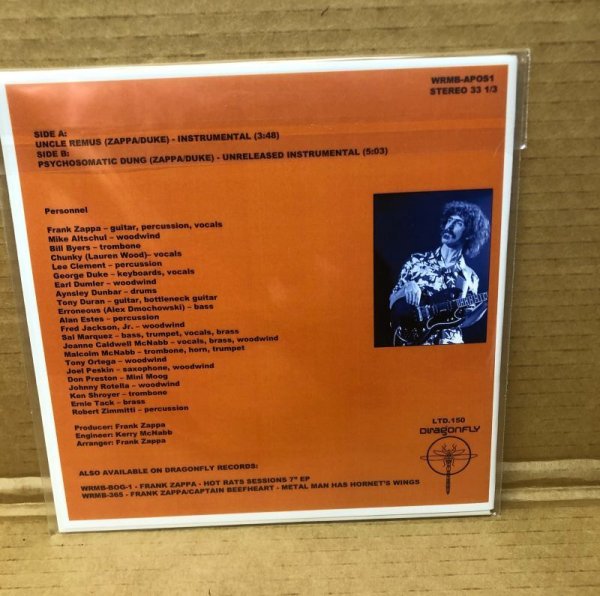 WRMB-APOS1
STEREO 33 1/3
SIDE A:
UNCLE REMUS (ZAPPA/DUKE) - INSTRUMENTAL (3:48)
SIDE B:
PSYCHOSOMATIC DUNG (ZAPPA/DUKE) - UNRELEASED INSTRUMENTAL (5:03)
Personnel
Frank Zappa – guitar, percussion, vocals
Mike Altschul – woodwind
Bill Byers – trombone
Chunky (Lauren Wood)– vocals
Lee Clement – percussion
George Duke – keyboards, vocals
Earl Dumler – woodwind
Aynsley Dunbar – drums
Tony Duran – guitar, bottleneck guitar
Erroneous (Alex Dmochowski) – bass
Alan Estes – percussion
Fred Jackson, Jr. – woodwind
Sal Marquez – bass, trumpet, vocals, brass
Joanne Caldwell McNabb – vocals, brass, woodwind
Malcolm McNabb – trombone, horn, trumpet
Tony Ortega – woodwind
Joel Peskin – saxophone, woodwind
Don Preston – Mini Moog
Johnny Rotella – woodwind
Ken Shroyer – trombone
Ernie Tack – brass
Robert Zimmitti – percussion
Producer: Frank Zappa
Engineer: Kerry McNabb
Arranger: Frank Zappa
LTD.150
DRAGONFLY
ALSO AVAILABLE ON DRAGONFLY RECORDS:
WRMB-BOG-1 - FRANK ZAPPA - HOT RATS SESSIONS 7" EP
WRMB-365 - FRANK ZAPPA/CAPTAIN BEEFHEART - METAL MAN HAS HORNET'S WINGS